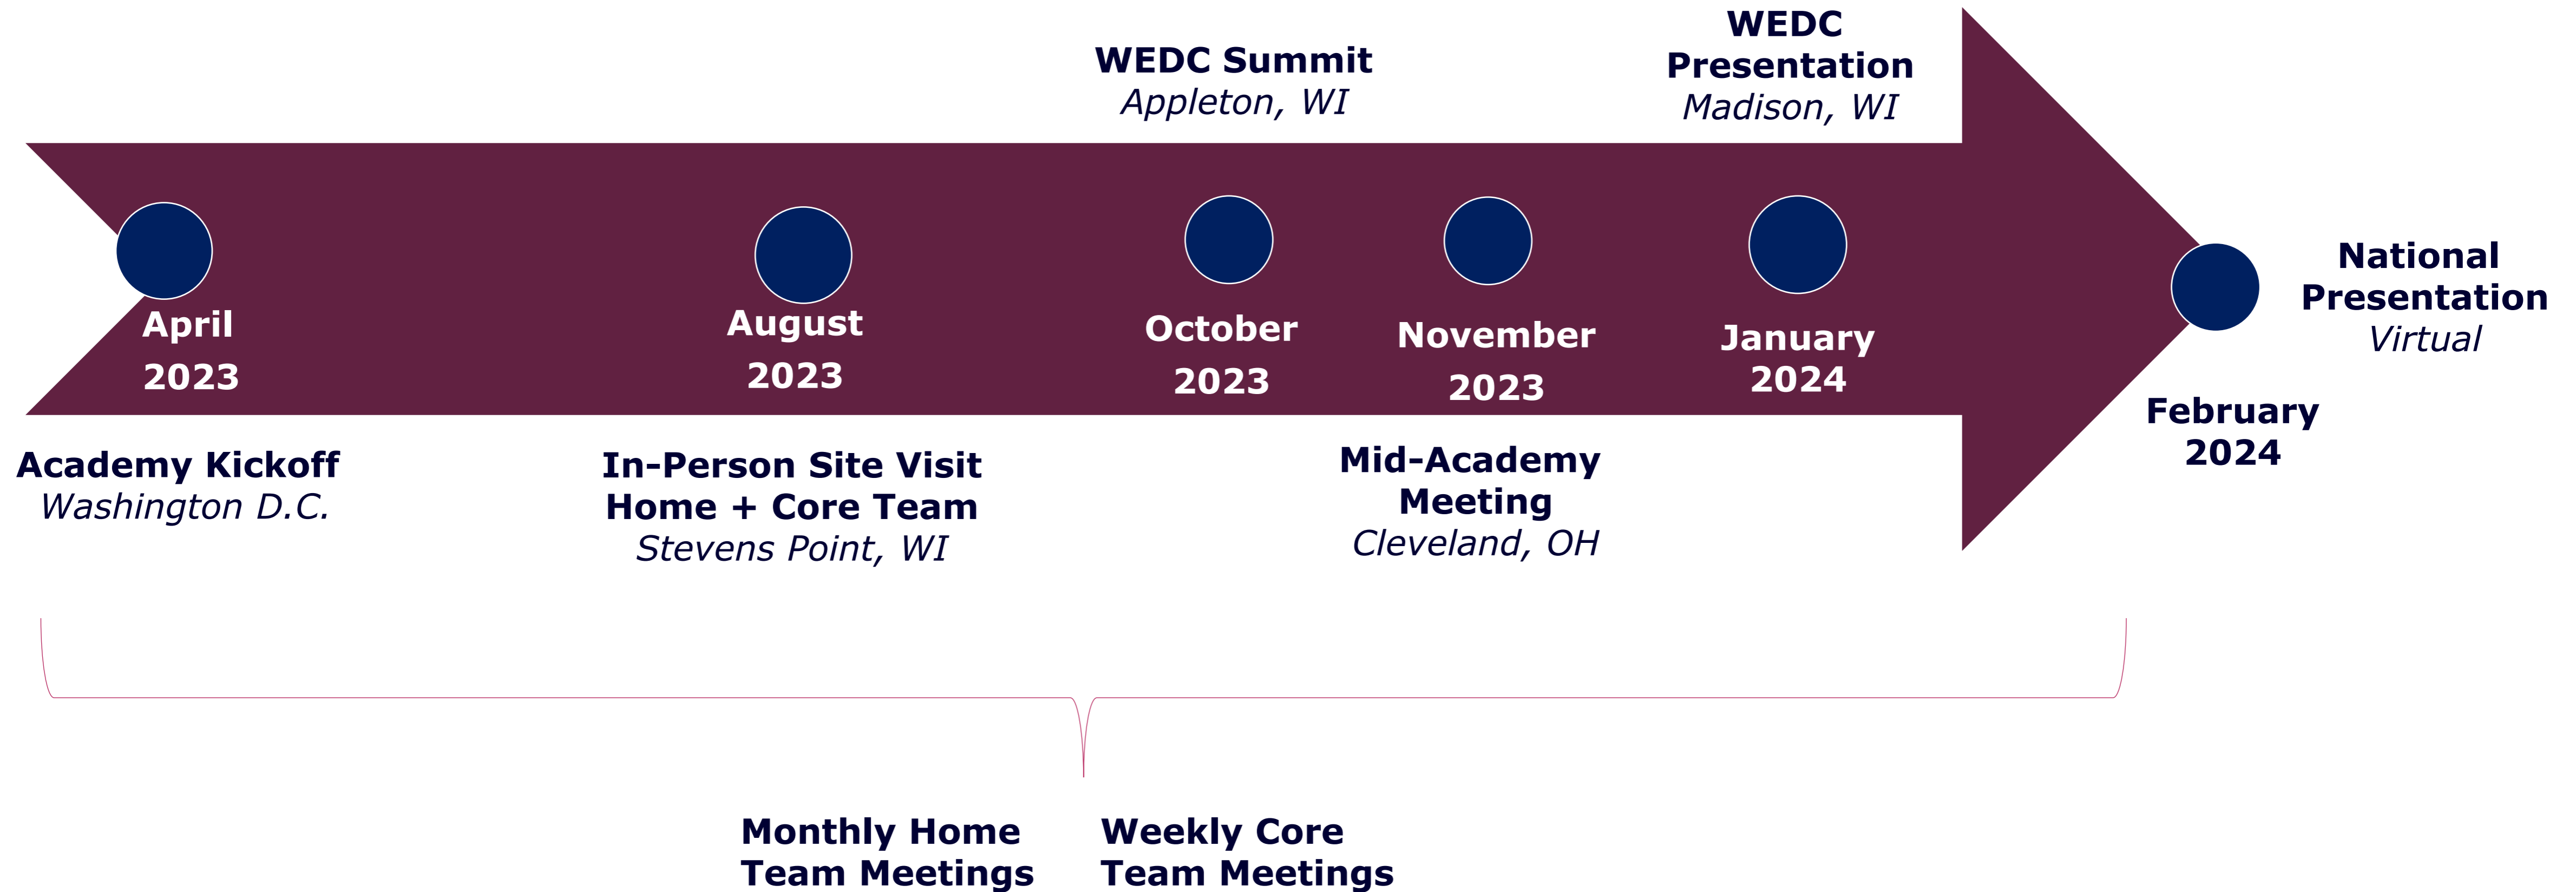 WEDC Summit
Appleton, WI
WEDC
Presentation
Madison, WI
April
2023
August
2023
October
2023
November
2023
January
2024
National
Presentation
Virtual
February
2024
Academy Kickoff
Washington D.C.
In-Person Site Visit
Home + Core Team
Stevens Point, WI
Mid-Academy
Meeting
Cleveland, OH
Monthly Home
Team Meetings
Weekly Core
Team Meetings